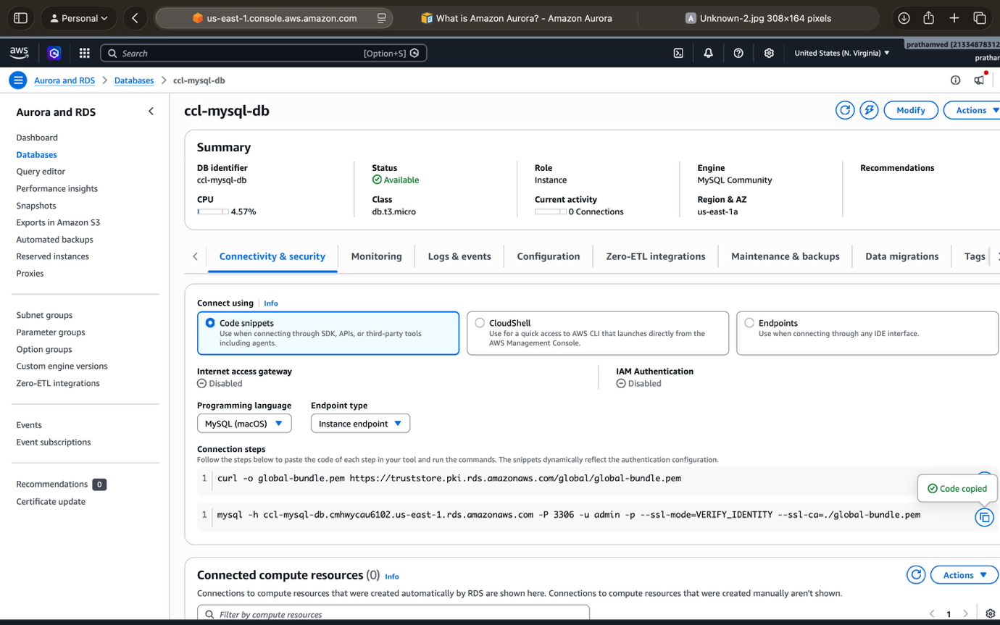 Personal
us-east-1.console.aws.amazon.com
What is Amazon Aurora? - Amazon Aurora
A Unknown-2.jpg 308×164 pixels
aws
Search [Option+S]
United States (N. Virginia)
prathamved (21334878312
prathar
Aurora and RDS > Databases > ccl-mysql-db
Aurora and RDS
Dashboard
Databases
Query editor
Performance insights
Snapshots
Exports in Amazon S3
Automated backups
Reserved instances
Proxies
Subnet groups
Parameter groups
Option groups
Custom engine versions
Zero-ETL integrations
Events
Event subscriptions
Recommendations 0
Certificate update
ccl-mysql-db
Modify
Actions
Summary
DB identifier
ccl-mysql-db
Status
Available
Role
Instance
Engine
MySQL Community
Recommendations
CPU
4.57%
Class
db.t3.micro
Current activity
0 Connections
Region & AZ
us-east-1a
Connectivity & security
Monitoring
Logs & events
Configuration
Zero-ETL integrations
Maintenance & backups
Data migrations
Tags
Connect using Info
Code snippets
Use when connecting through SDK, APIs, or third-party tools
including agents.
CloudShell
Use for a quick access to AWS CLI that launches directly from the
AWS Management Console.
Endpoints
Use when connecting through any IDE interface.
Internet access gateway
Disabled
IAM Authentication
Disabled
Programming language
MySQL (macOS)
Endpoint type
Instance endpoint
Connection steps
Follow the steps below to paste the code of each step in your tool and run the commands. The snippets dynamically reflect the authentication configuration.
1 curl -o global-bundle.pem https://truststore.pki.rds.amazonaws.com/global/global-bundle.pem
Code copied
1 mysql -h ccl-mysql-db.cmhwycau6102.us-east-1.rds.amazonaws.com -P 3306 -u admin -p --ssl-mode=VERIFY_IDENTITY --ssl-ca=./global-bundle.pem
Connected compute resources (0) Info
Actions
Connections to compute resources that were created automatically by RDS are shown here. Connections to compute resources that were created manually aren't shown.
Filter by compute resources
1